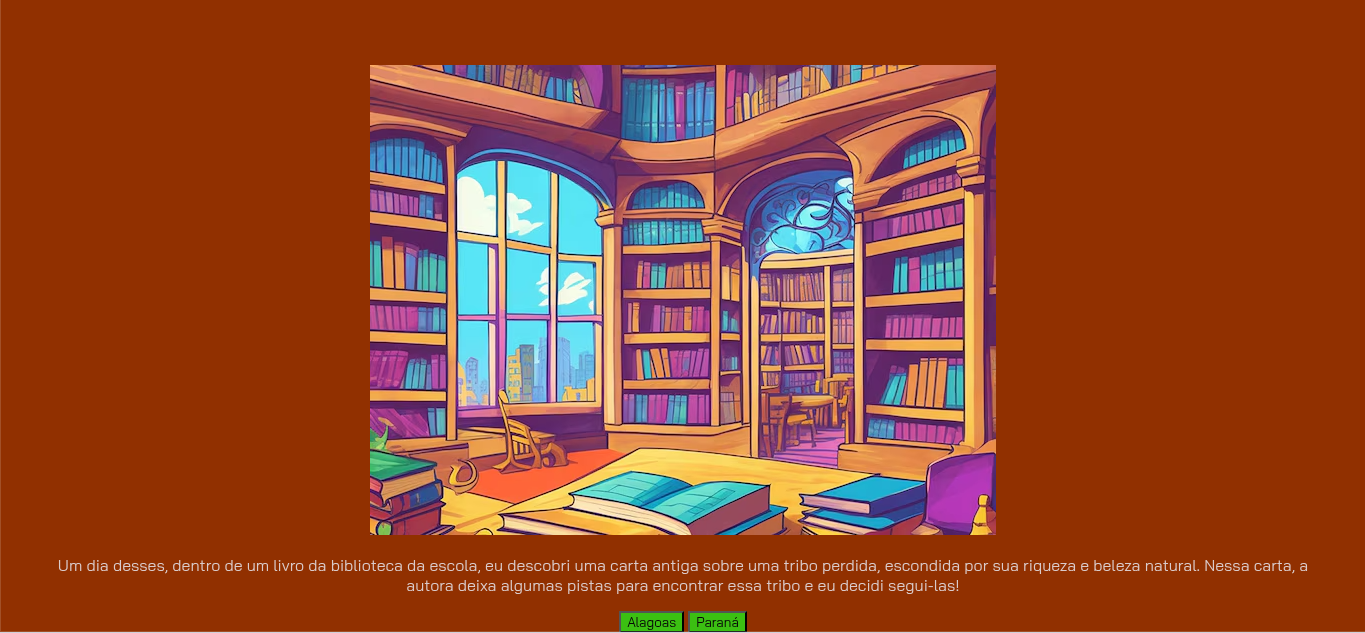 Um dia desses, dentro de um livro da biblioteca da escola, eu descobri uma carta antiga sobre uma tribo perdida, escondida por sua riqueza e beleza natural. Nessa carta, a
autora deixa algumas pistas para encontrar essa tribo e eu decidi segui-las!
Alagoas Paraná